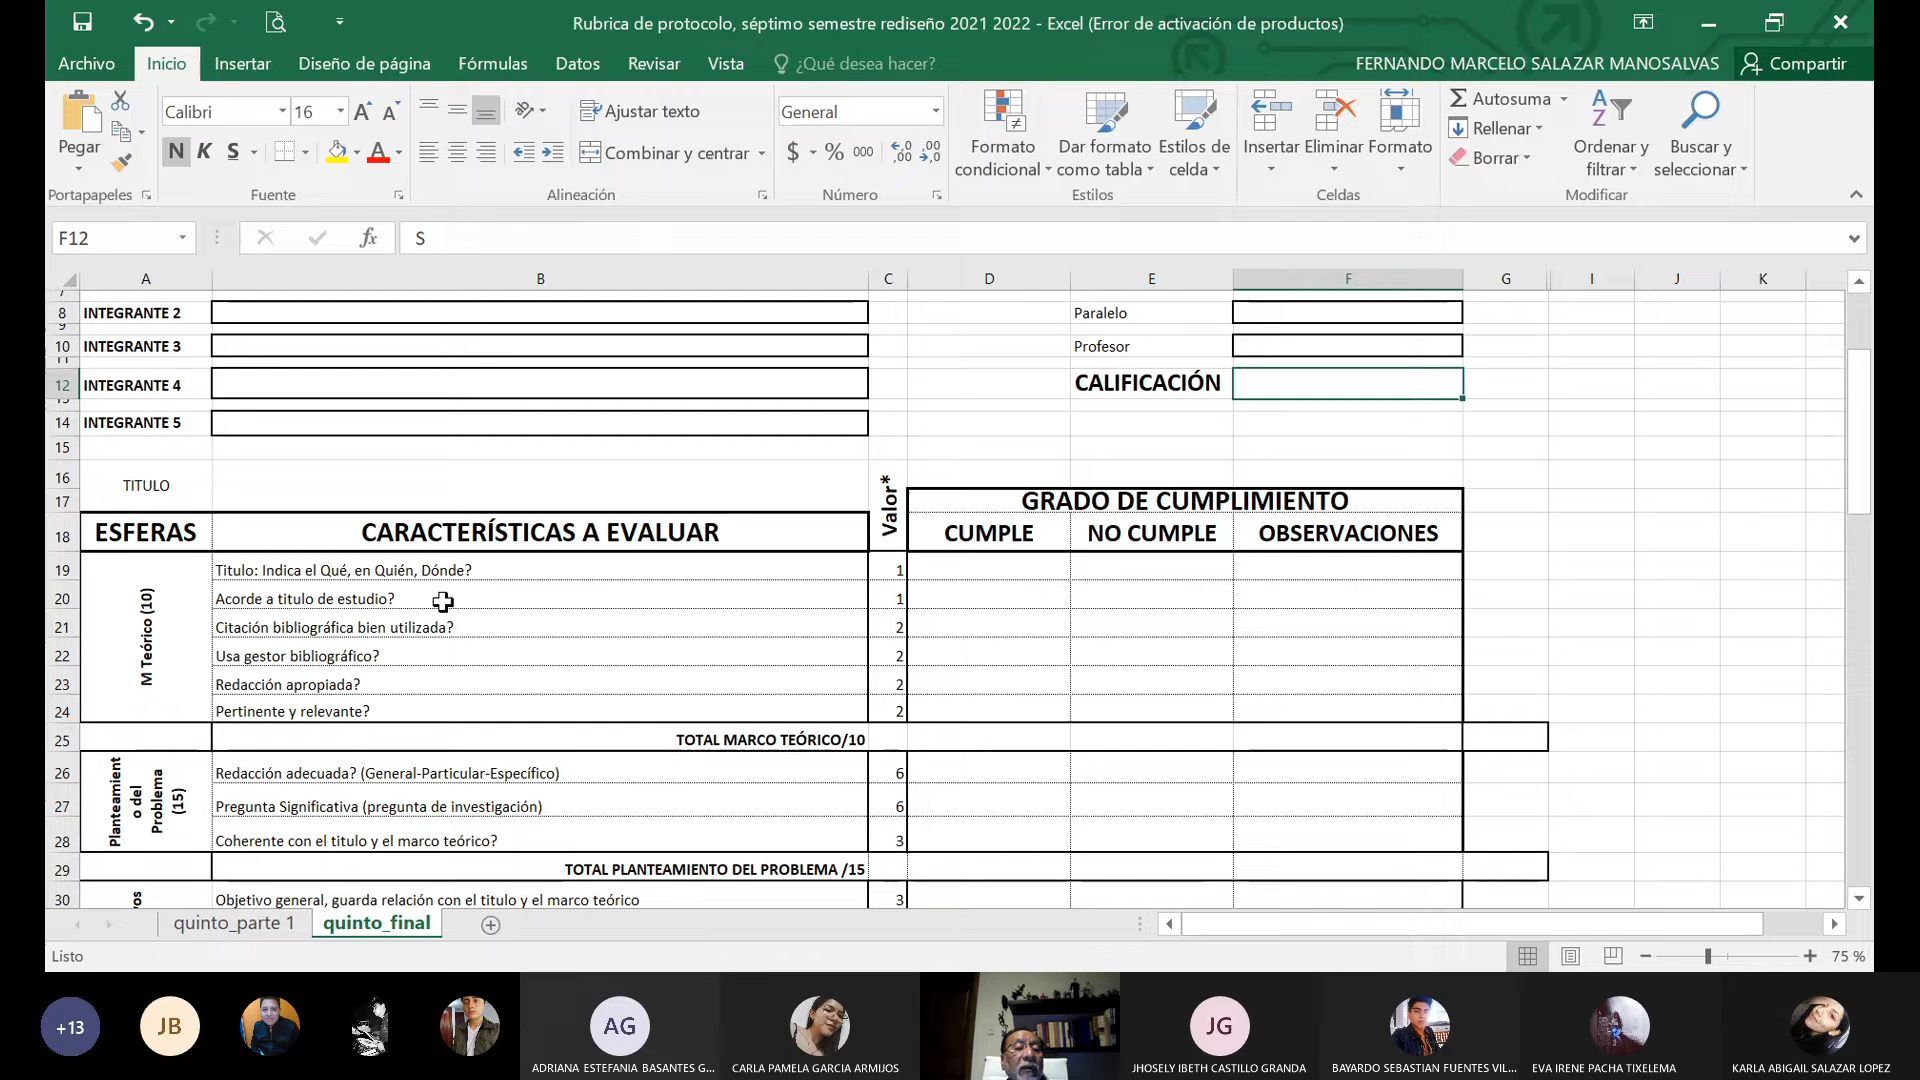 Rubrica de protocolo, séptimo semestre rediseño 2021 2022 - Excel (Error de activación de productos)
Archivo Inicio Insertar Diseño de página Fórmulas Datos Revisar Vista ¿Qué desea hacer? FERNANDO MARCELO SALAZAR MANOSALVAS Compartir
Pegar
Portapapeles
Calibri 16
N K S
Fuente
Ajustar texto
Combinar y centrar
Alineación
General
$ % 000
Número
Formato condicional
Dar formato como tabla
Estilos de celda
Estilos
Insertar Eliminar Formato
Celdas
Autosuma
Rellenar
Borrar
Ordenar y filtrar
Buscar y seleccionar
Modificar
F12 fx S
A B C D E F G I J K
7
8 INTEGRANTE 2 Paralelo
9
10 INTEGRANTE 3 Profesor
11
12 INTEGRANTE 4 CALIFICACIÓN
13
14 INTEGRANTE 5
15
16 TITULO Valor*
17 GRADO DE CUMPLIMIENTO
18 ESFERAS CARACTERÍSTICAS A EVALUAR CUMPLE NO CUMPLE OBSERVACIONES
M Teórico (10)
19 Titulo: Indica el Qué, en Quién, Dónde? 1
20 Acorde a titulo de estudio? 1
21 Citación bibliográfica bien utilizada? 2
22 Usa gestor bibliográfico? 2
23 Redacción apropiada? 2
24 Pertinente y relevante? 2
25 TOTAL MARCO TEÓRICO/10
Planteamient
o del
Problema
(15)
26 Redacción adecuada? (General-Particular-Específico) 6
27 Pregunta Significativa (pregunta de investigación) 6
28 Coherente con el titulo y el marco teórico? 3
29 TOTAL PLANTEAMIENTO DEL PROBLEMA /15
30 vos Objetivo general, guarda relación con el titulo y el marco teórico 3
quinto_parte 1 quinto_final
Listo 75 %
+13 JB AG JG
ADRIANA ESTEFANIA BASANTES G... CARLA PAMELA GARCIA ARMIJOS JHOSELY IBETH CASTILLO GRANDA BAYARDO SEBASTIAN FUENTES VIL... EVA IRENE PACHA TIXELEMA KARLA ABIGAIL SALAZAR LOPEZ